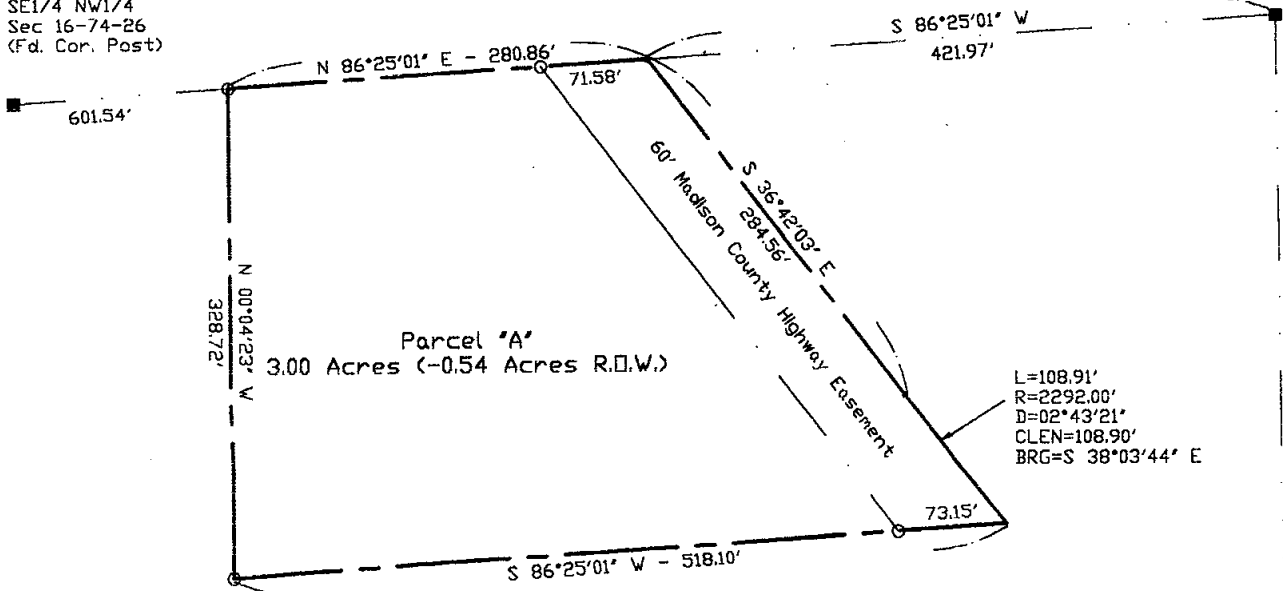 SE1/4 NW1/4
Sec 16-74-26
(Fd. Cor. Post)
S 86°25'01" W
421.97'
N 86°25'01" E - 280.86'
71.58'
601.54'
60' Madison County Highway Easement
S 36°42'03" E
284.56'
N 00°04'23" W
328.72'
Parcel "A"
3.00 Acres (-0.54 Acres R.O.W.)
L=108.91'
R=2292.00'
D=02°43'21"
CLEN=108.90'
BRG=S 38°03'44" E
73.15'
S 86°25'01" W - 518.10'